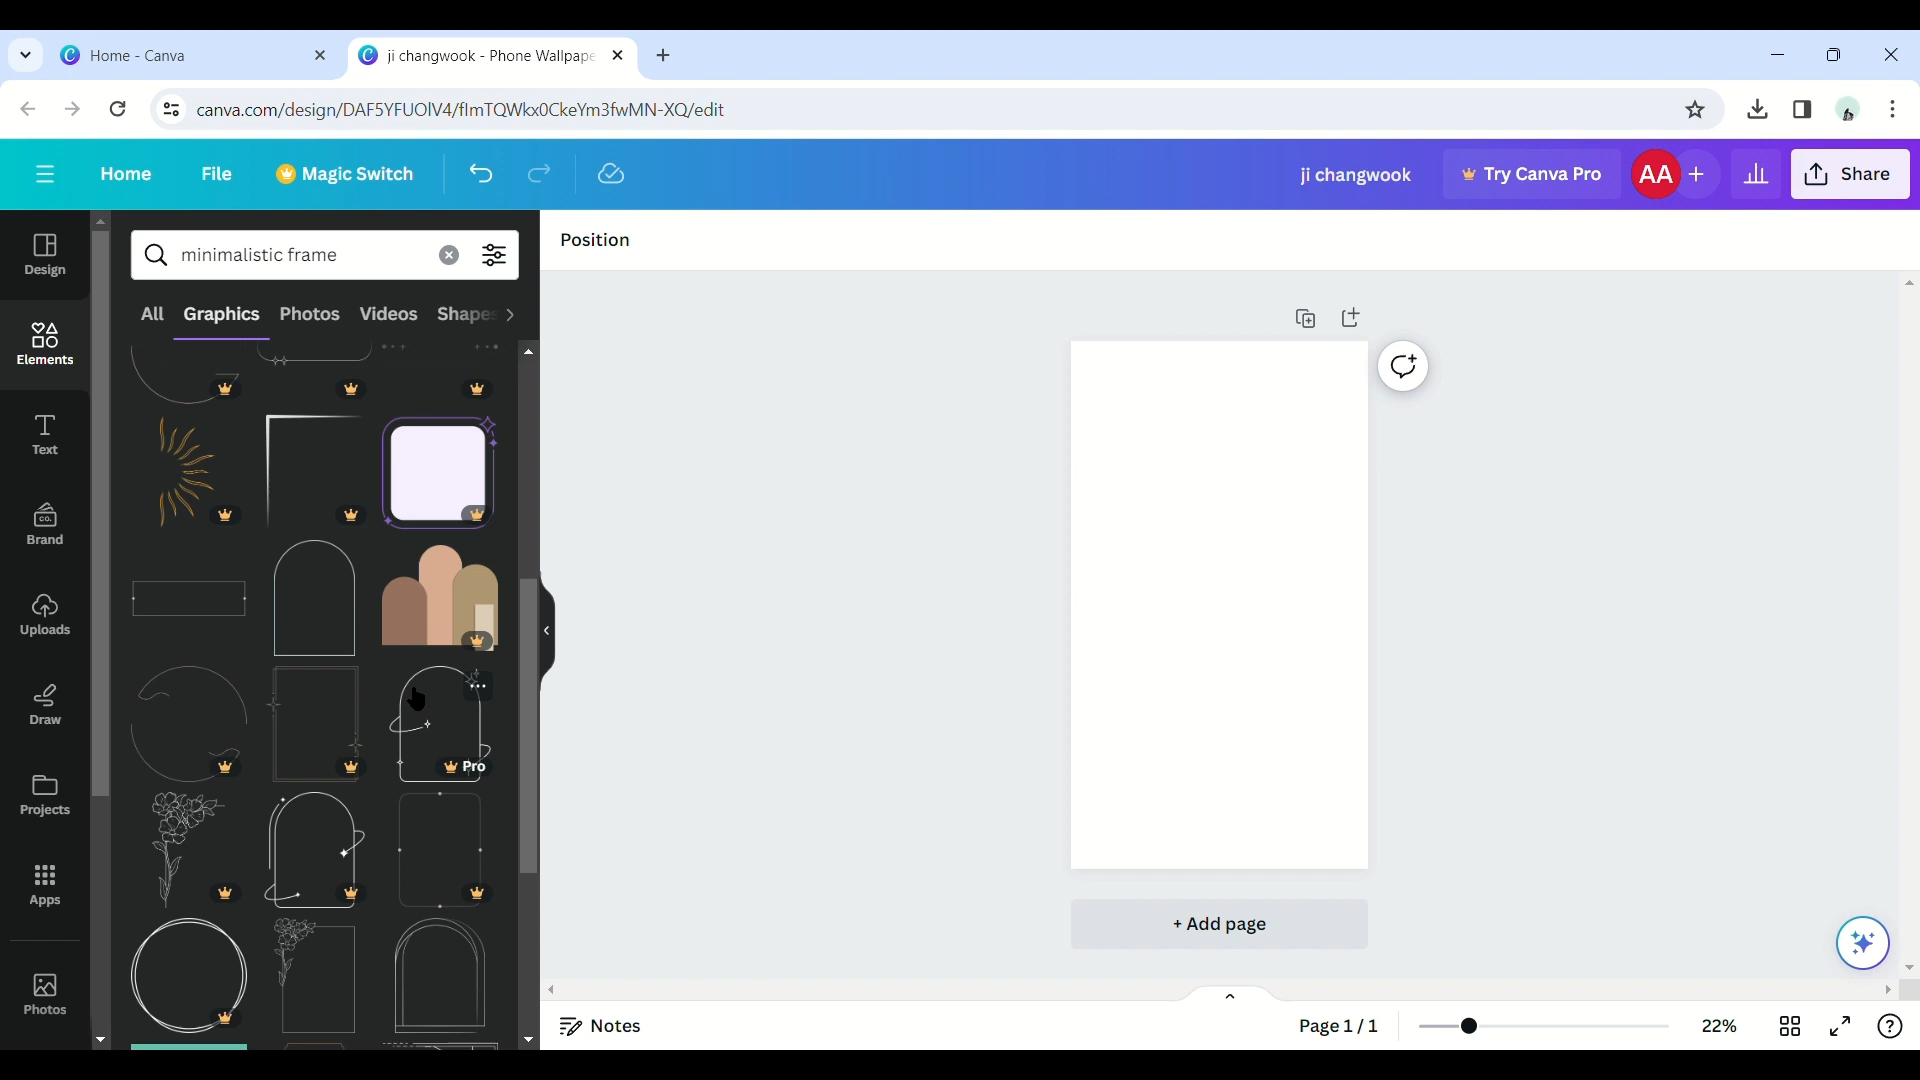 Home - Canva
ji changwook - Phone Wallpape
canva.com/design/DAF5YFUOlV4/flmTQWkx0CkeYm3fwMN-XQ/edit
Home
File
Magic Switch
ji changwook
Try Canva Pro
AA
Share
Design
Elements
Text
Brand
Uploads
Draw
Projects
Apps
Photos
minimalistic frame
All
Graphics
Photos
Videos
Shapes
Pro
Position
+ Add page
Notes
Page 1 / 1
22%